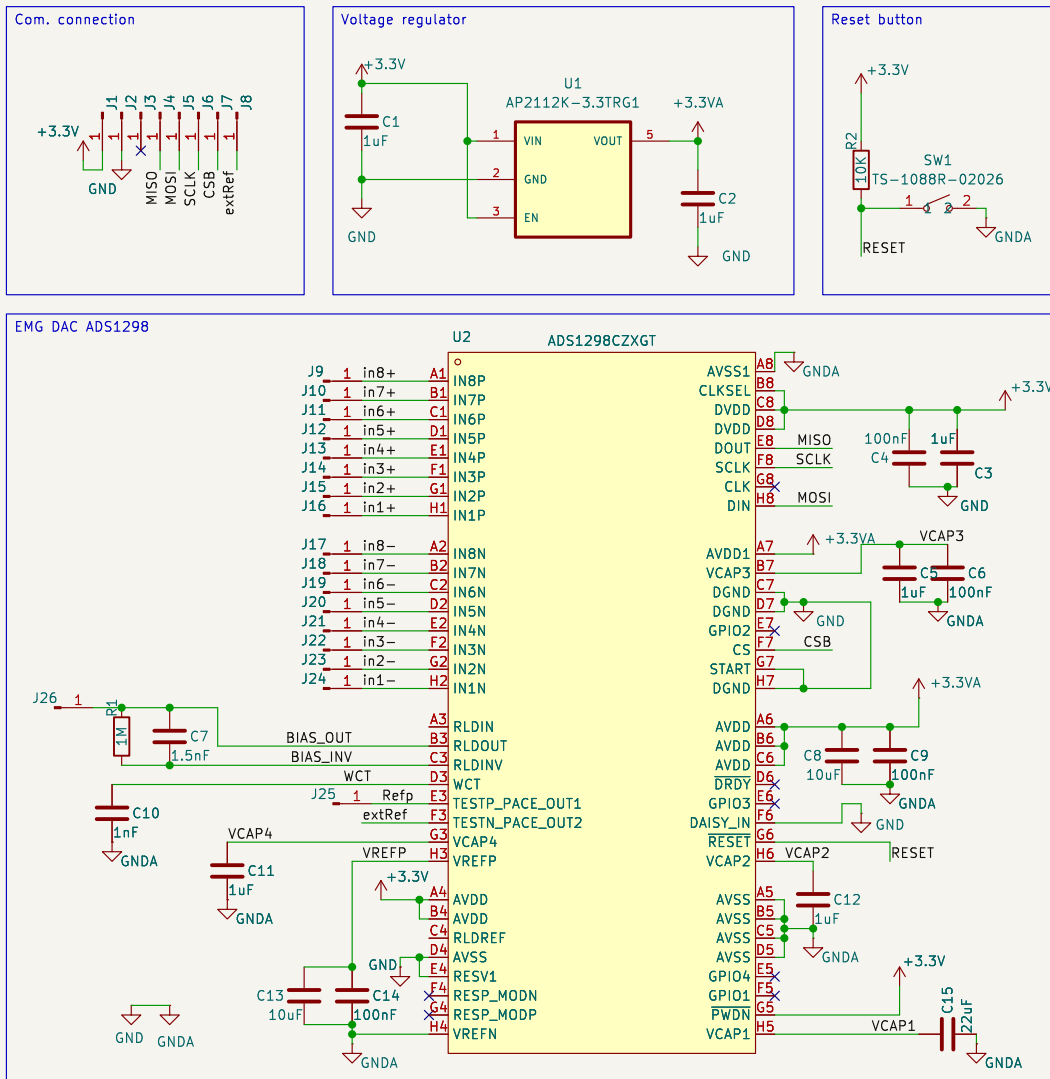 Com. connection
J1
J2
J3
J4
J5
J6
J7
J8
+3.3V
1
1
1
1
1
1
1
1
GND
MISO
MOSI
SCLK
CSB
extRef
Voltage regulator
+3.3V
C1
1uF
GND
U1
AP2112K-3.3TRG1
1
VIN
2
GND
3
EN
VOUT
5
+3.3VA
C2
1uF
GND
Reset button
+3.3V
R2
10K
SW1
TS-1088R-02026
1
1
2
2
GNDA
RESET
EMG DAC ADS1298
U2
ADS1298CZXGT
J9 1 in8+ A1 IN8P
J10 1 in7+ B1 IN7P
J11 1 in6+ C1 IN6P
J12 1 in5+ D1 IN5P
J13 1 in4+ E1 IN4P
J14 1 in3+ F1 IN3P
J15 1 in2+ G1 IN2P
J16 1 in1+ H1 IN1P
J17 1 in8- A2 IN8N
J18 1 in7- B2 IN7N
J19 1 in6- C2 IN6N
J20 1 in5- D2 IN5N
J21 1 in4- E2 IN4N
J22 1 in3- F2 IN3N
J23 1 in2- G2 IN2N
J24 1 in1- H2 IN1N
J26 1
R1
1M
C7
1.5nF
A3 RLDIN
BIAS_OUT B3 RLDOUT
BIAS_INV C3 RLDINV
WCT D3 WCT
J25 1 Refp E3 TESTP_PACE_OUT1
extRef F3 TESTN_PACE_OUT2
C10
1nF
GNDA
VCAP4 G3 VCAP4
C11
1uF
GNDA
VREFP H3 VREFP
+3.3V
A4 AVDD
B4 AVDD
C4 RLDREF
D4 AVSS
GND
E4 RESV1
F4 RESP_MODN
G4 RESP_MODP
H4 VREFN
C13
10uF
C14
100nF
GNDA
GND
GNDA
AVSS1 A8
GNDA
CLKSEL B8
DVDD C8
+3.3V
DVDD D8
DOUT E8 MISO
SCLK F8 SCLK
CLK G8
DIN H8 MOSI
100nF
C4
1uF
C3
GND
AVDD1 A7
+3.3VA
VCAP3 B7
VCAP3
C5
1uF
C6
100nF
GNDA
DGND C7
DGND D7
GND
GPIO2 E7
CS F7 CSB
START G7
DGND H7
+3.3VA
AVDD A6
AVDD B6
AVDD C6
C8
10uF
C9
100nF
GNDA
DRDY D6
GPIO3 E6
DAISY_IN F6
GND
RESET G6
RESET
VCAP2 H6 VCAP2
C12
1uF
GNDA
AVSS A5
AVSS B5
AVSS C5
AVSS D5
GPIO4 E5
GPIO1 F5
PWDN G5
+3.3V
VCAP1 H5 VCAP1
C15
22uF
GNDA